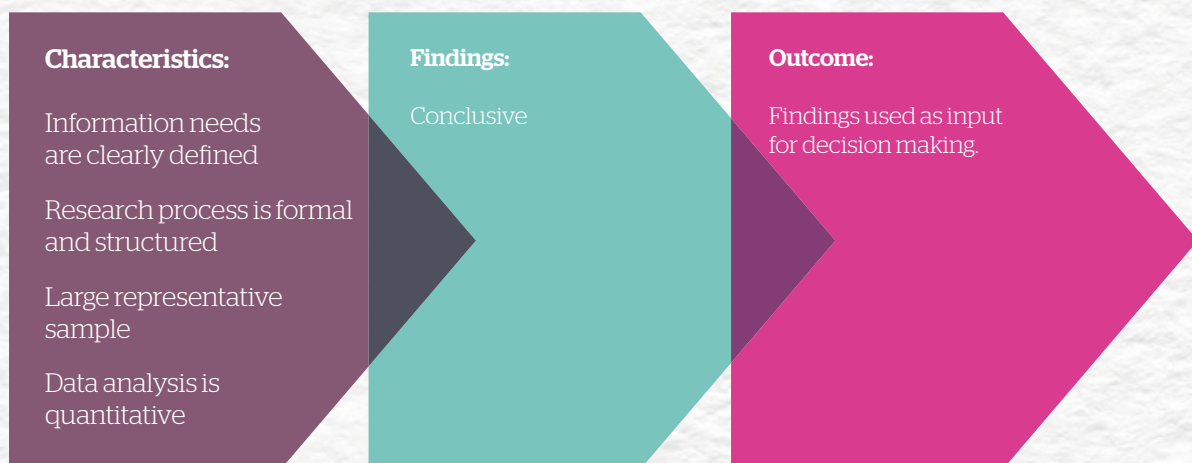 Characteristics:
Information needs
are clearly defined
Research process is formal
and structured
Large representative
sample
Data analysis is
quantitative
Findings:
Conclusive
Outcome:
Findings used as input
for decision making.